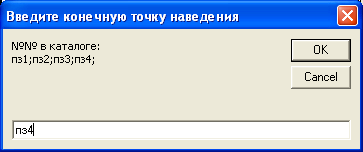 Введите конечную точку наведения
№№ в каталоге:
пз1;пз2;пз3;пз4;
OK
Cancel
пз4